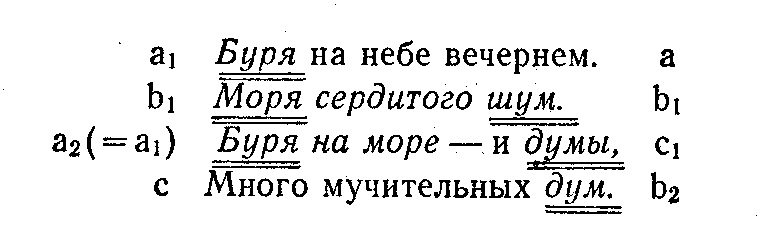 a₁ Буря на небе вечернем. a
b₁ Моря сердитого шум. b₁
a₂(=a₁) Буря на море — и думы, c₁
c Много мучительных дум. b₂